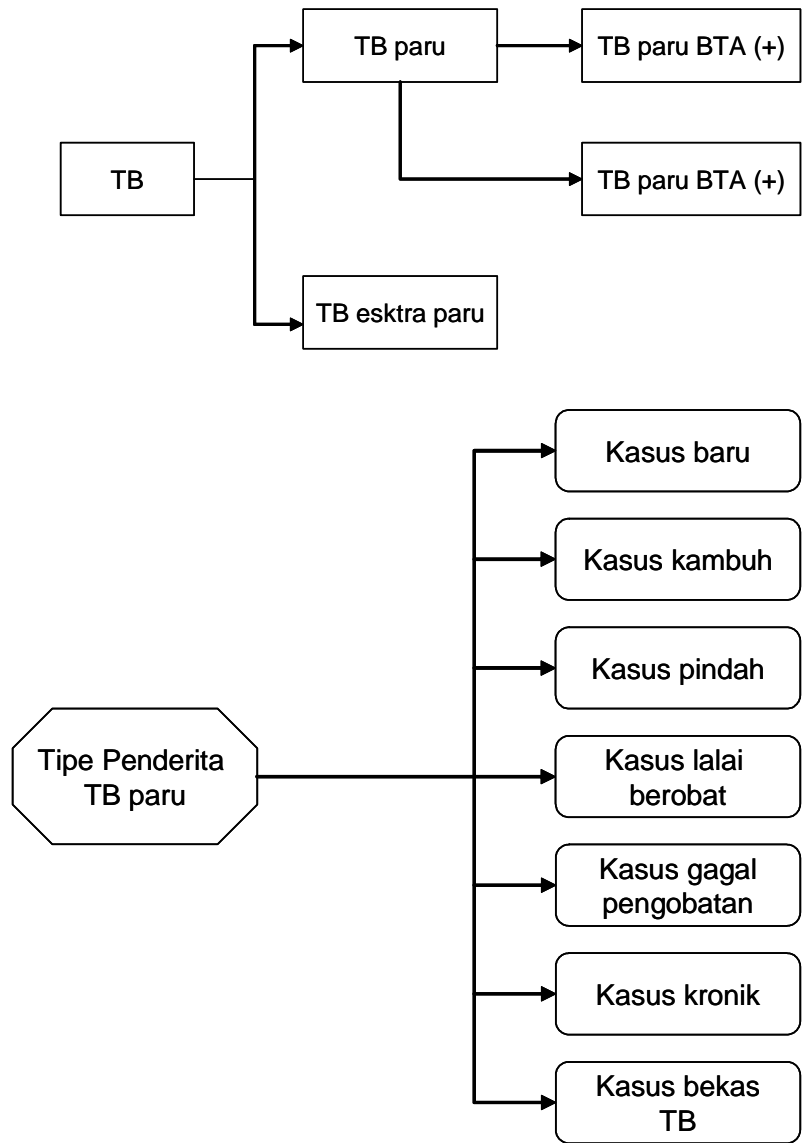 TB paru
TB paru BTA (+)
TB
TB paru BTA (+)
TB esktra paru
Kasus baru
Kasus kambuh
Kasus pindah
Tipe Penderita
TB paru
Kasus lalai
berobat
Kasus gagal
pengobatan
Kasus kronik
Kasus bekas
TB